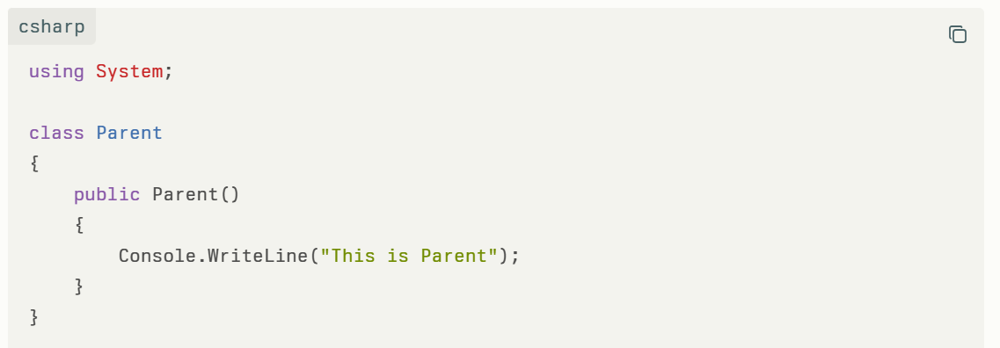 csharp
using System;
class Parent
{
    public Parent()
    {
        Console.WriteLine("This is Parent");
    }
}